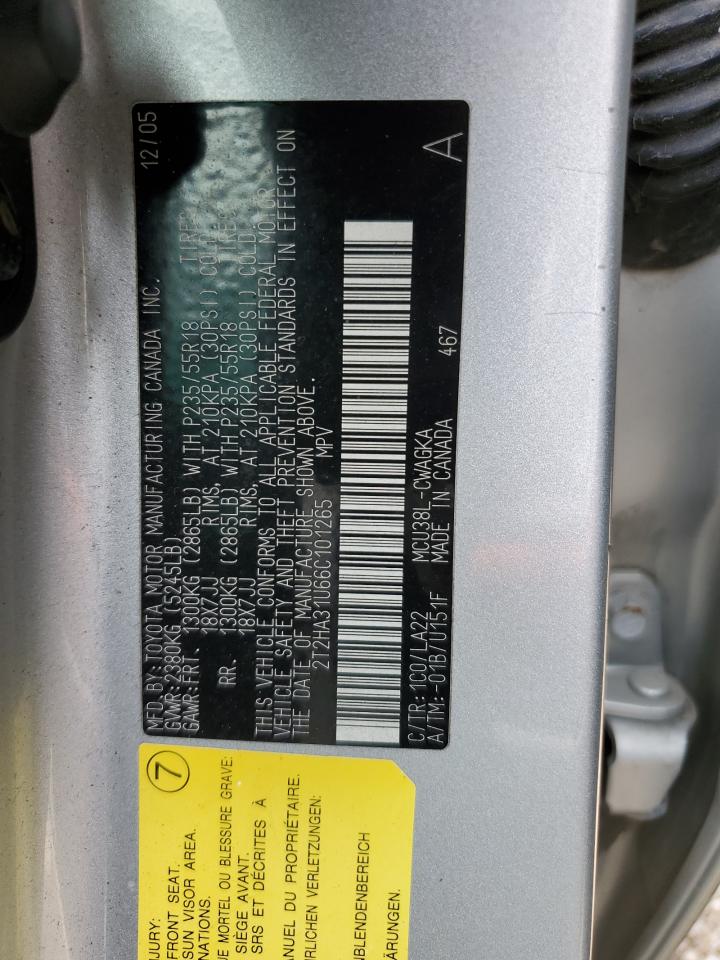 MFD. BY: TOYOTA MOTOR MANUFACTURING CANADA INC. 12/05
GVWR: 2380KG (5245LB)
GAWR: FRT. 1300KG (2865LB) WITH P235/55R18 TIRES
18X7JJ RIMS, AT 210KPA (30PSI) COLD
RR. 1300KG (2865LB) WITH P235/55R18 TIRES
18X7JJ RIMS, AT 210KPA (30PSI) COLD
THIS VEHICLE CONFORMS TO ALL APPLICABLE FEDERAL MOTOR
VEHICLE SAFETY AND THEFT PREVENTION STANDARDS IN EFFECT ON
THE DATE OF MANUFACTURE SHOWN ABOVE.
2T2HA31U66C101265 MPV
A
C/TR: 1C0/LA22 MCU38L-CWAGKA
A/TM: -01B/U151F MADE IN CANADA 467
7
JURY:
FRONT SEAT.
SUN VISOR AREA.
NATIONS.
UE MORTEL OU BLESSURE GRAVE:
SIÈGE AVANT.
SRS ET DÉCRITES À
ANUEL DU PROPRIÉTAIRE.
RLICHEN VERLETZUNGEN:
NBLENDENBEREICH
ÄRUNGEN.